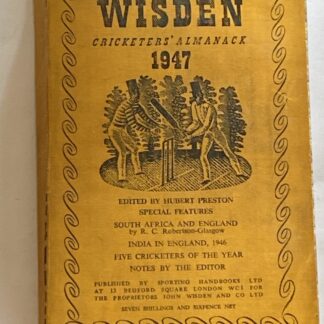 WISDEN
CRICKETERS' ALMANACK
1947
EDITED BY HUBERT PRESTON
SPECIAL FEATURES
SOUTH AFRICA AND ENGLAND
by R. C. Robertson-Glasgow
INDIA IN ENGLAND, 1946
FIVE CRICKETERS OF THE YEAR
NOTES BY THE EDITOR
PUBLISHED BY SPORTING HANDBOOKS LTD
AT 13 BEDFORD SQUARE LONDON WC1 FOR
THE PROPRIETORS JOHN WISDEN AND CO LTD
SEVEN SHILLINGS AND SIXPENCE NET